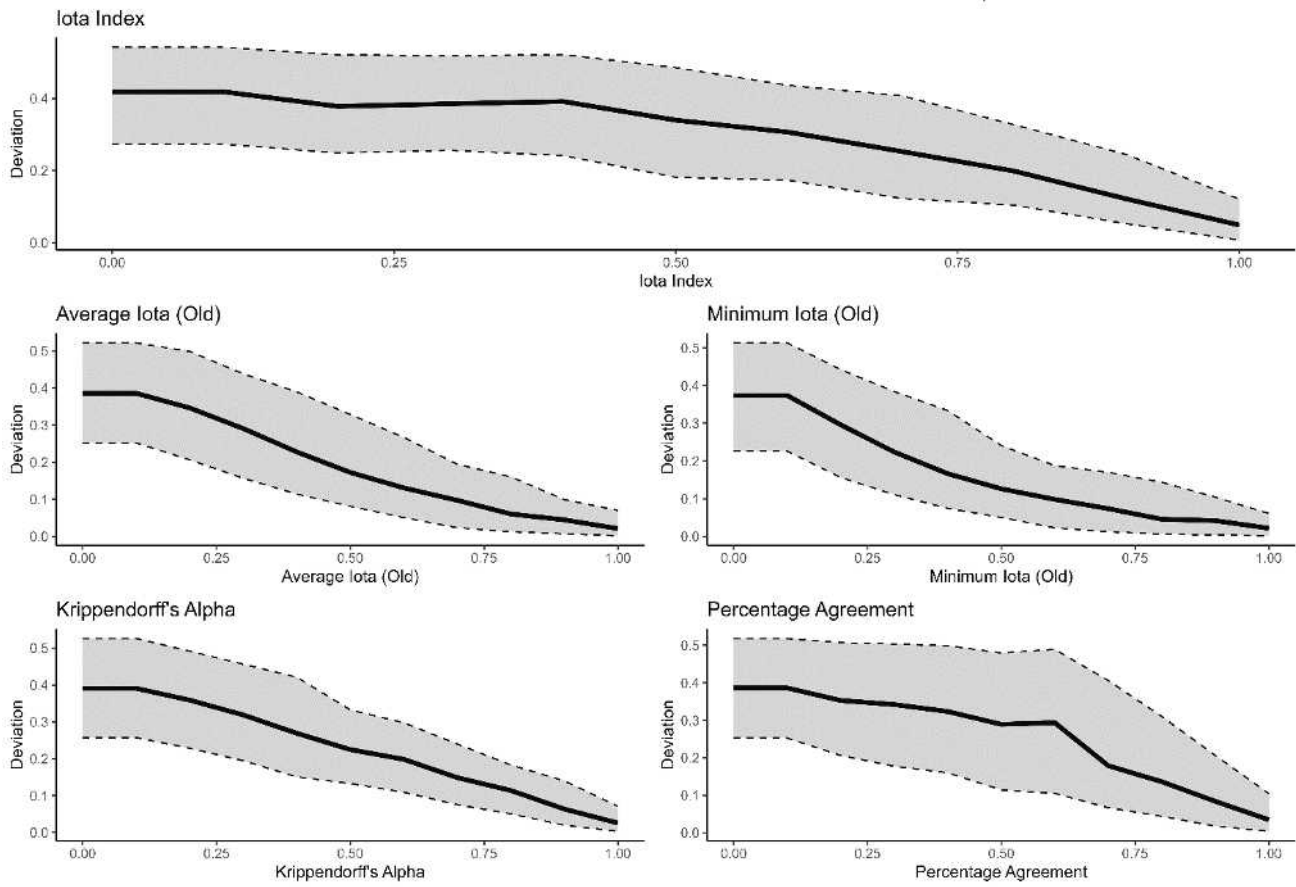 Iota Index
Deviation
0.4
0.2
0.0
0.00 0.25 0.50 0.75 1.00
Iota Index
Average Iota (Old)
Deviation
0.5
0.4
0.3
0.2
0.1
0.0
0.00 0.25 0.50 0.75 1.00
Average Iota (Old)
Minimum Iota (Old)
Deviation
0.5
0.4
0.3
0.2
0.1
0.0
0.00 0.25 0.50 0.75 1.00
Minimum Iota (Old)
Krippendorff's Alpha
Deviation
0.5
0.4
0.3
0.2
0.1
0.0
0.00 0.25 0.50 0.75 1.00
Krippendorff's Alpha
Percentage Agreement
Deviation
0.5
0.4
0.3
0.2
0.1
0.0
0.00 0.25 0.50 0.75 1.00
Percentage Agreement